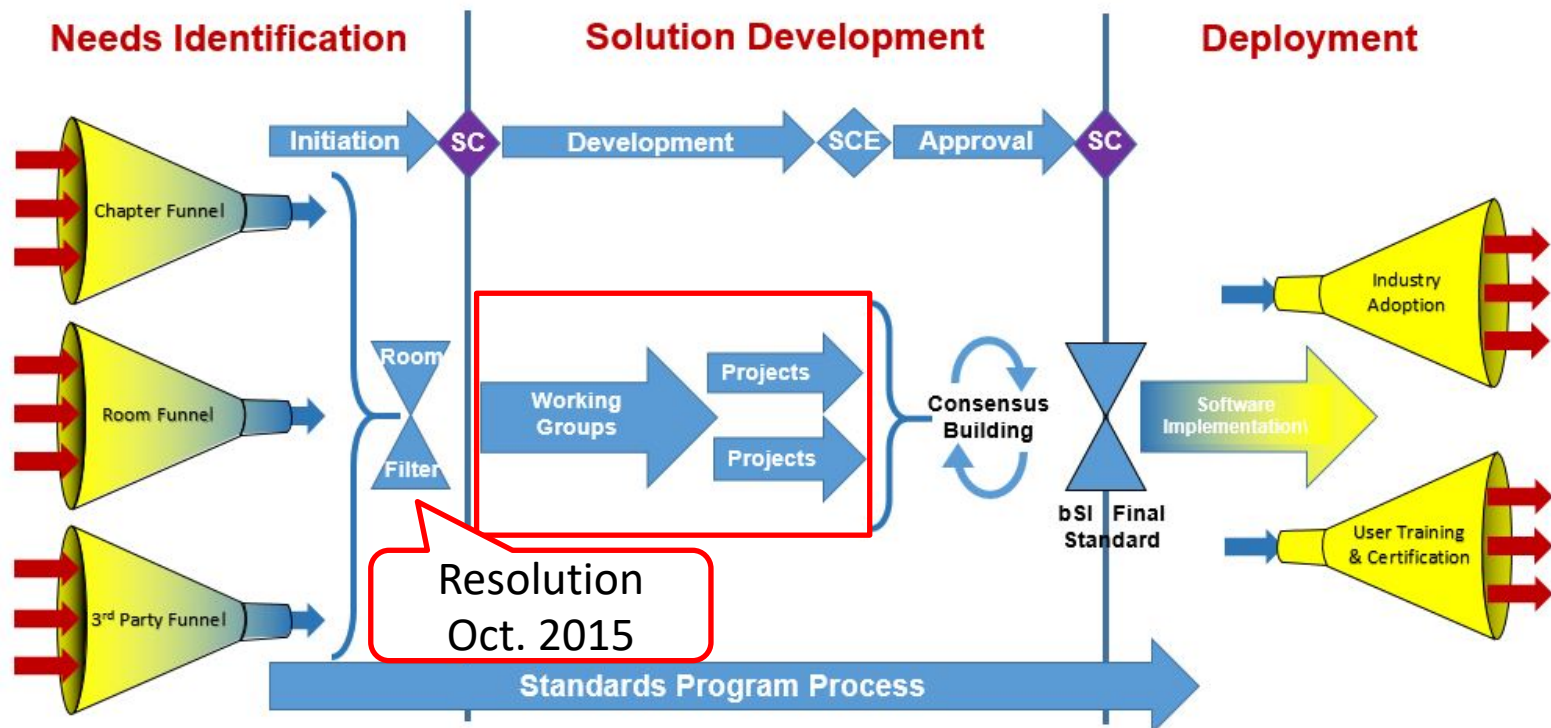 Needs Identification
Solution Development
Deployment
Initiation
SC
Development
SCE
Approval
SC
Chapter Funnel
Room Funnel
3rd Party Funnel
Room
Filter
Working
Groups
Projects
Projects
Consensus
Building
bSI Final
Standard
Software
Implementation
Industry
Adoption
User Training
& Certification
Resolution
Oct. 2015
Standards Program Process